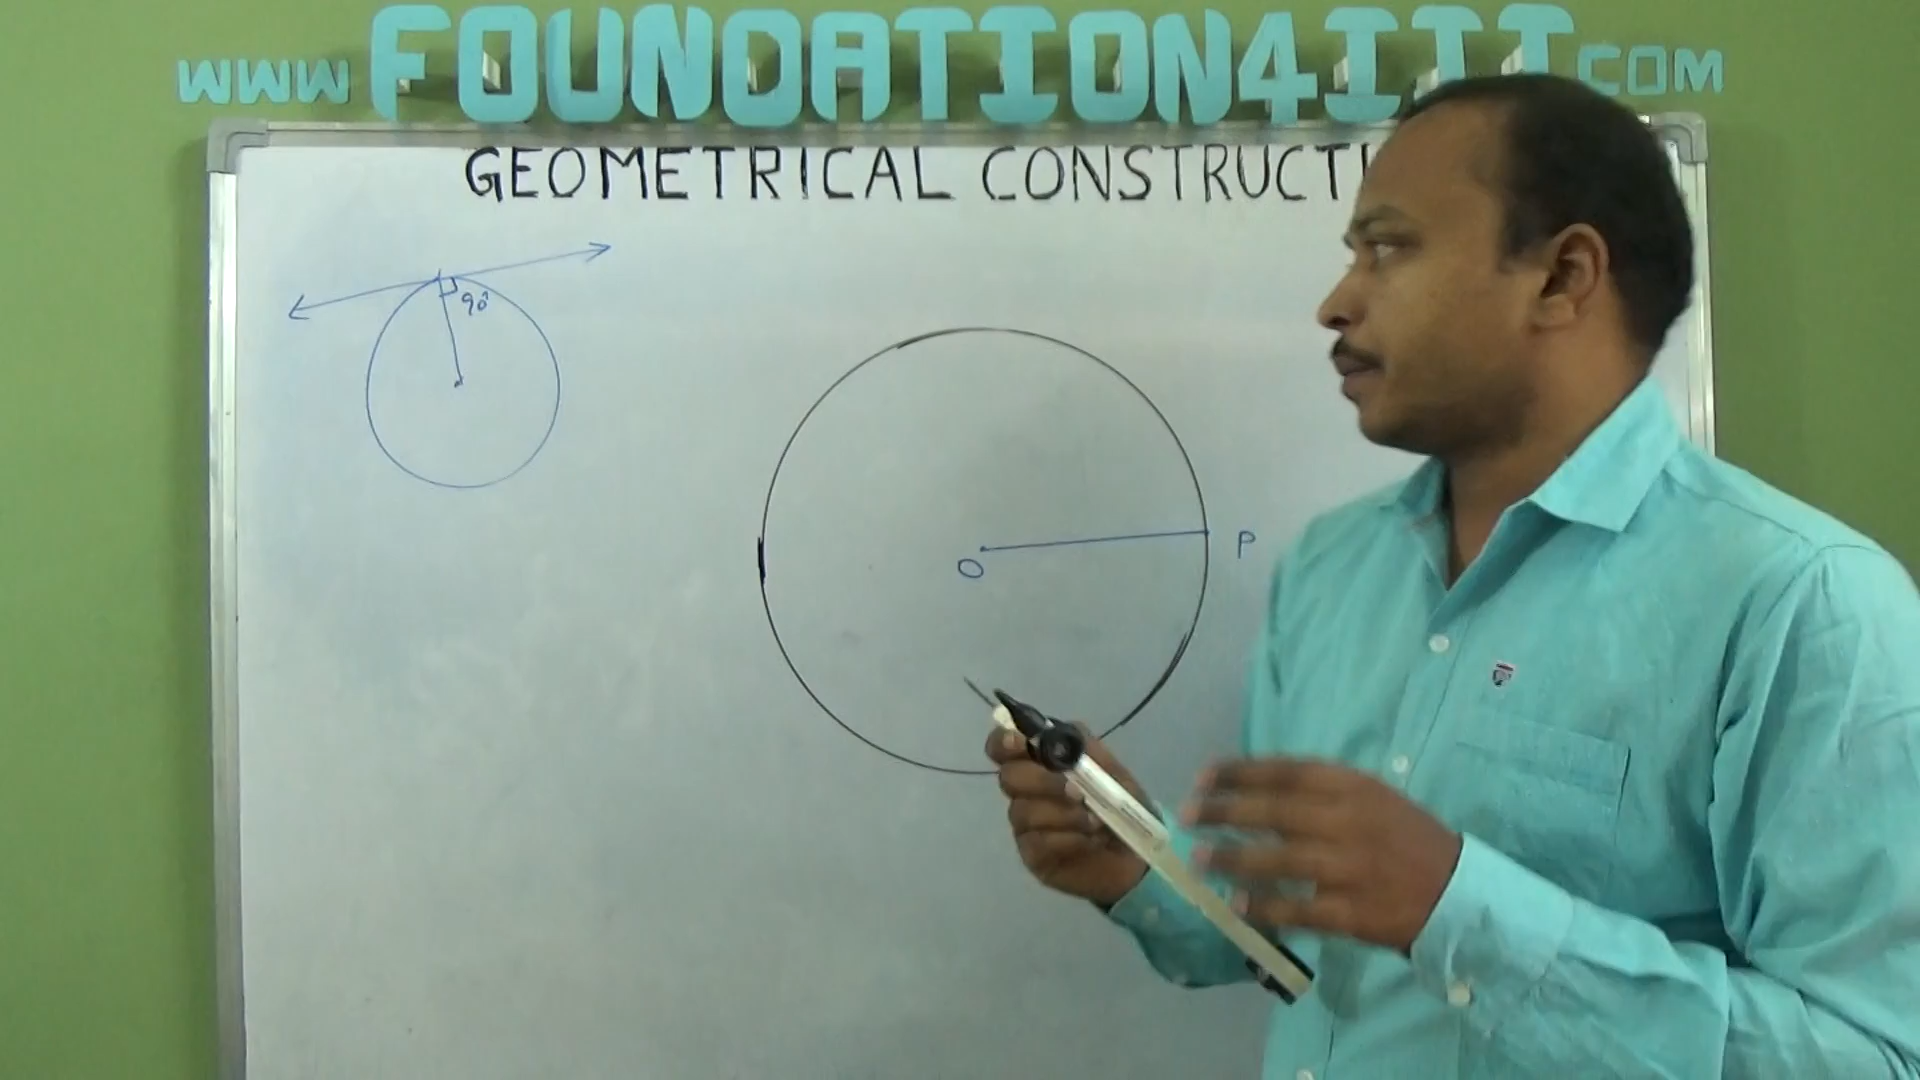 WWW FOUNDATION4IIT.COM
GEOMETRICAL CONSTRUCTI
90°
O
P